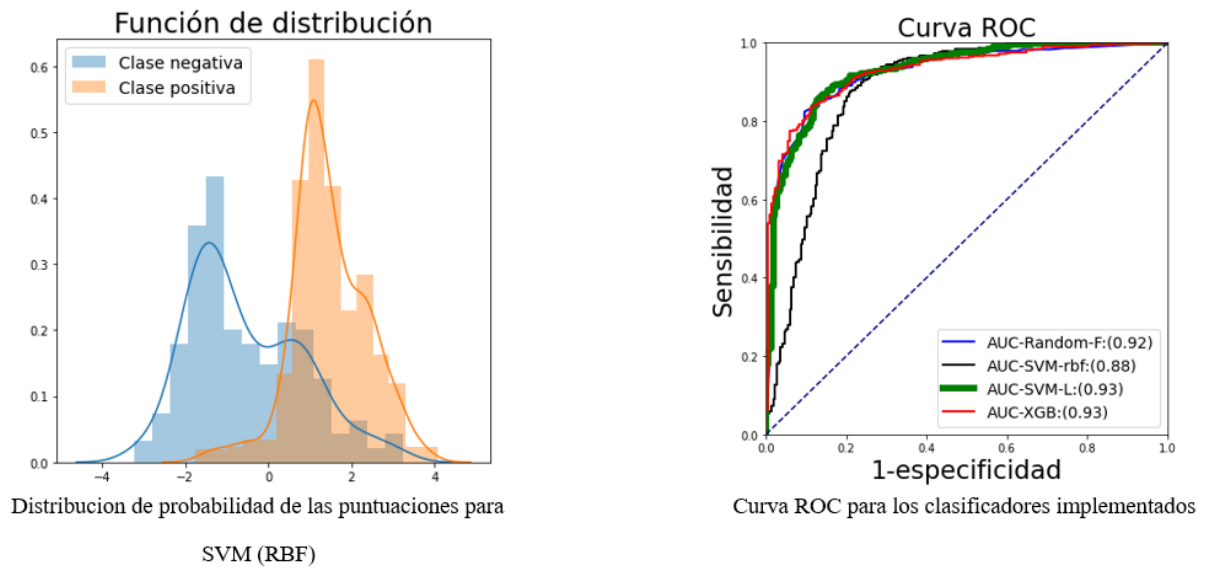 Función de distribución
Clase negativa
Clase positiva
0.6
0.5
0.4
0.3
0.2
0.1
0.0
−4
−2
0
2
4
Distribucion de probabilidad de las puntuaciones para
SVM (RBF)
Curva ROC
Sensibilidad
1.0
0.8
0.6
0.4
0.2
0.0
AUC-Random-F:(0.92)
AUC-SVM-rbf:(0.88)
AUC-SVM-L:(0.93)
AUC-XGB:(0.93)
0.0
0.2
0.4
0.6
0.8
1.0
1-especificidad
Curva ROC para los clasificadores implementados